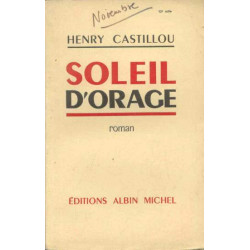 Novembre
HENRY CASTILLOU
SOLEIL
D'ORAGE
roman
ÉDITIONS ALBIN MICHEL